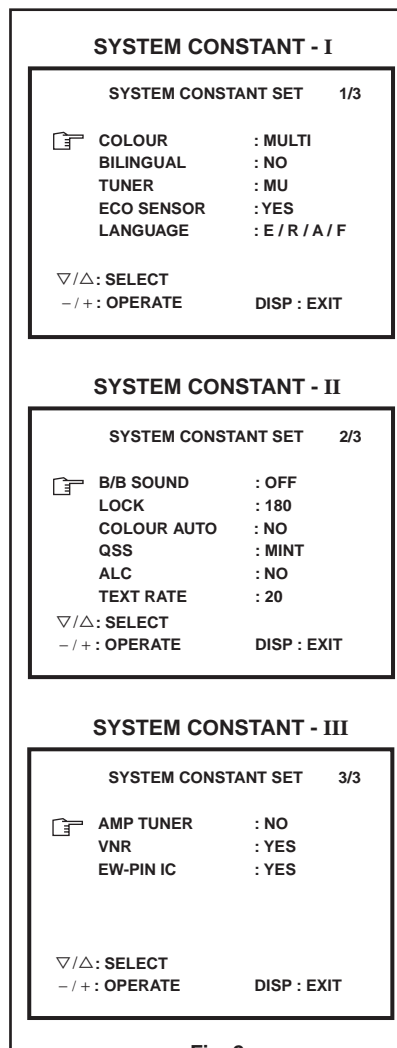 SYSTEM CONSTANT - I
SYSTEM CONSTANT SET 1/3
COLOUR : MULTI
BILINGUAL : NO
TUNER : MU
ECO SENSOR : YES
LANGUAGE : E / R / A / F
▽/△: SELECT
– / + : OPERATE DISP : EXIT
SYSTEM CONSTANT - II
SYSTEM CONSTANT SET 2/3
B/B SOUND : OFF
LOCK : 180
COLOUR AUTO : NO
QSS : MINT
ALC : NO
TEXT RATE : 20
▽/△: SELECT
– / + : OPERATE DISP : EXIT
SYSTEM CONSTANT - III
SYSTEM CONSTANT SET 3/3
AMP TUNER : NO
VNR : YES
EW-PIN IC : YES
▽/△: SELECT
– / + : OPERATE DISP : EXIT